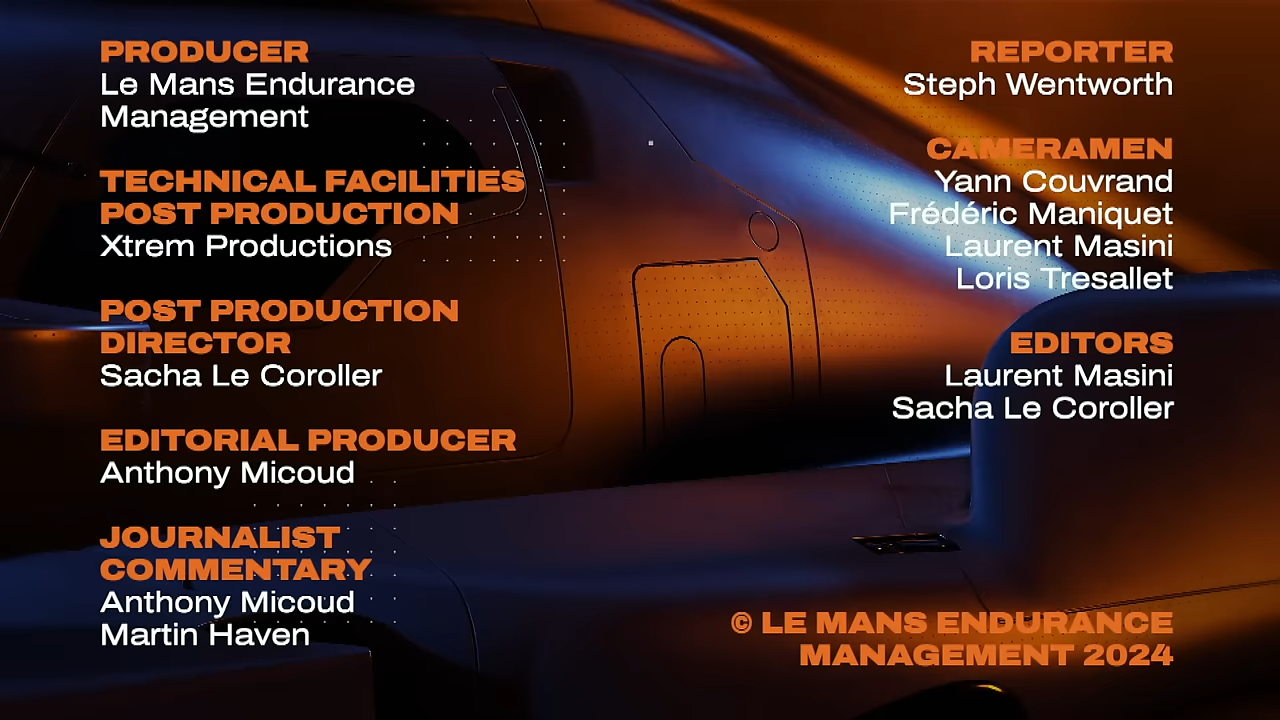 PRODUCER
Le Mans Endurance
Management
TECHNICAL FACILITIES
POST PRODUCTION
Xtrem Productions
POST PRODUCTION
DIRECTOR
Sacha Le Coroller
EDITORIAL PRODUCER
Anthony Micoud
JOURNALIST
COMMENTARY
Anthony Micoud
Martin Haven
REPORTER
Steph Wentworth
CAMERAMEN
Yann Couvrand
Frédéric Maniquet
Laurent Masini
Loris Tresallet
EDITORS
Laurent Masini
Sacha Le Coroller
© LE MANS ENDURANCE
MANAGEMENT 2024